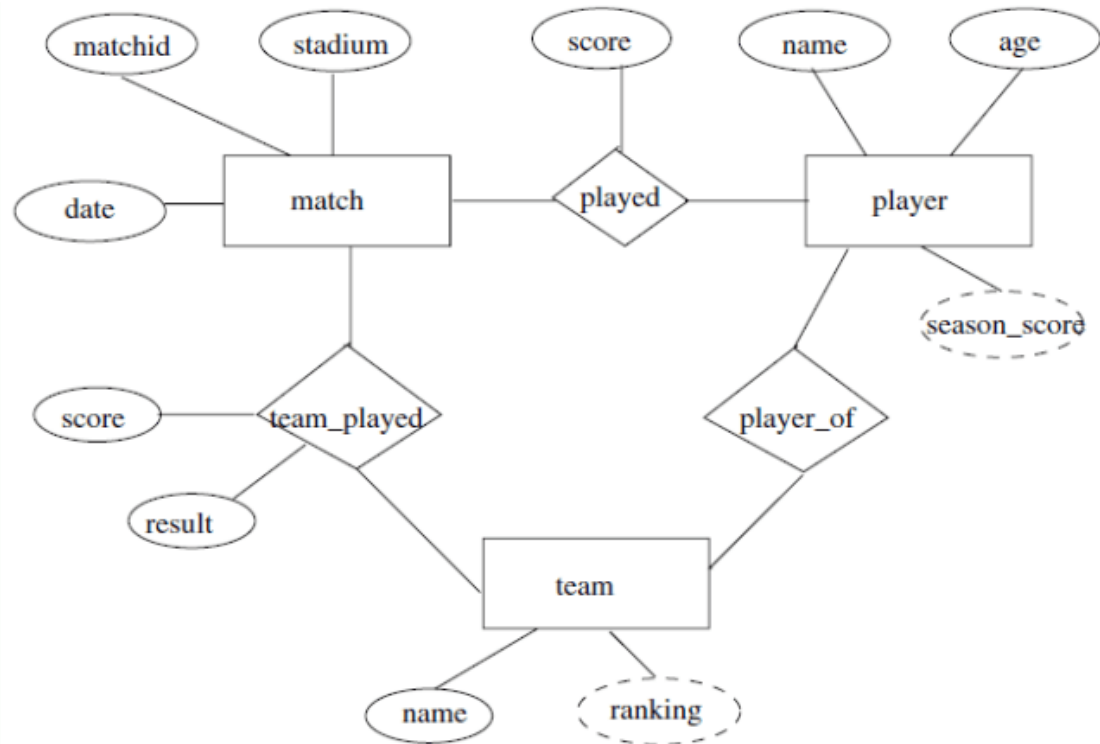 matchid
stadium
score
name
age
date
match
played
player
season_score
score
team_played
player_of
result
team
name
ranking